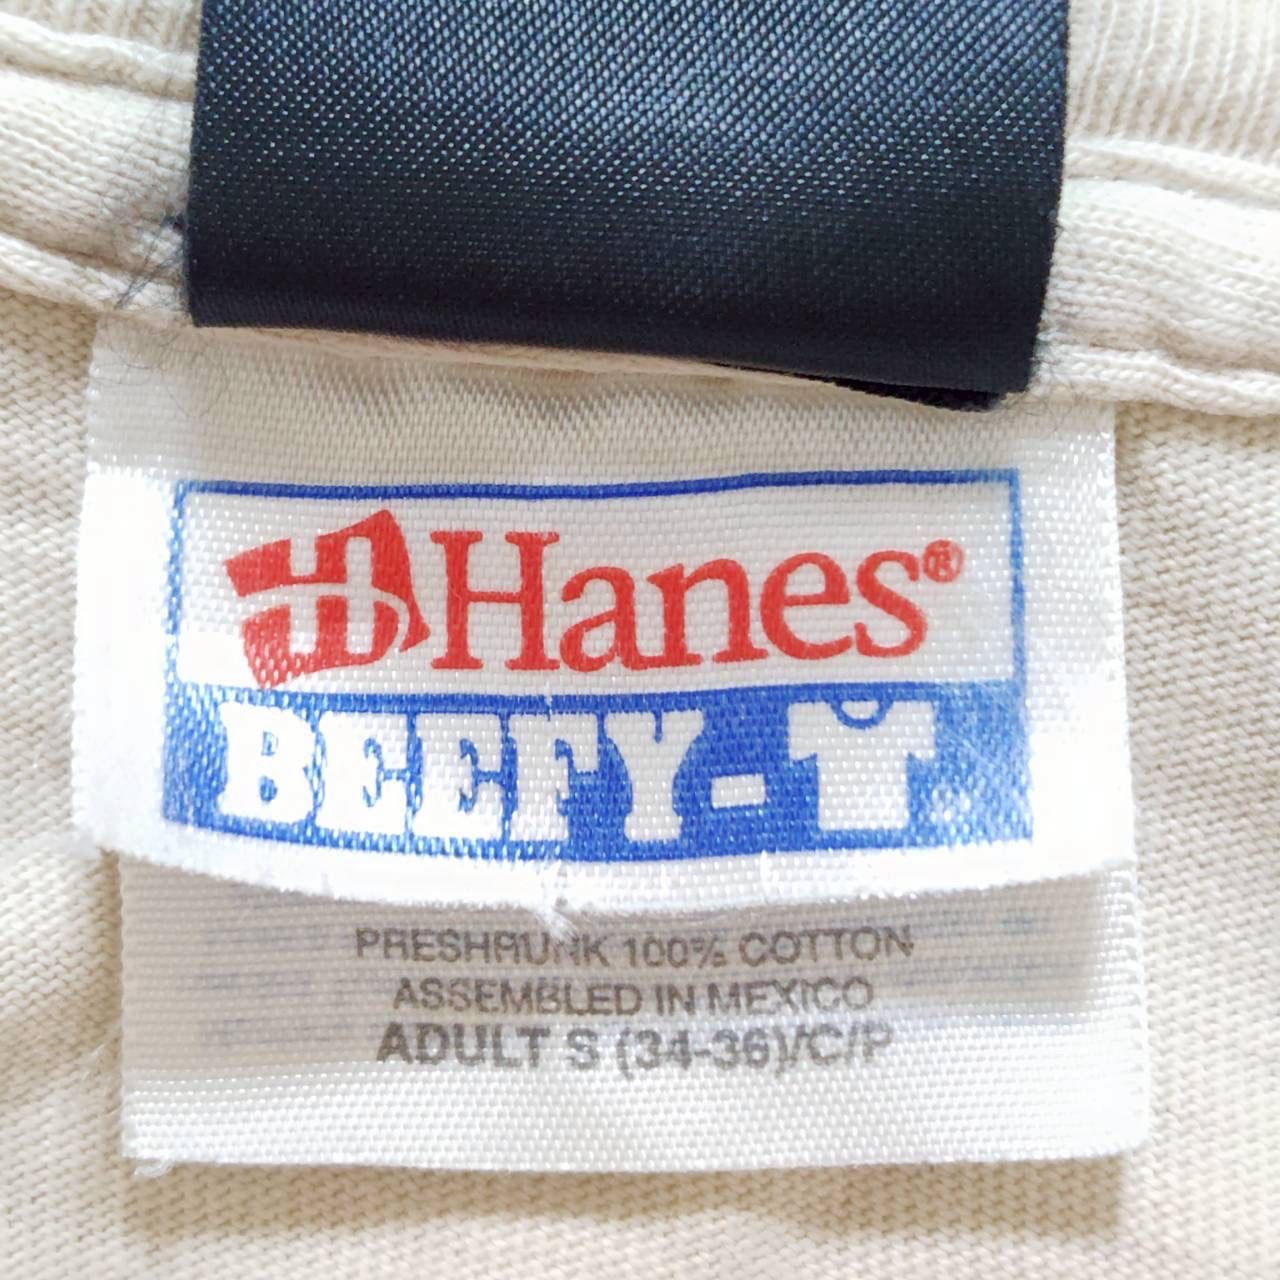 Hanes®
BEEFY-T
PRESHRUNK 100% COTTON
ASSEMBLED IN MEXICO
ADULT S (34-36)/C/P